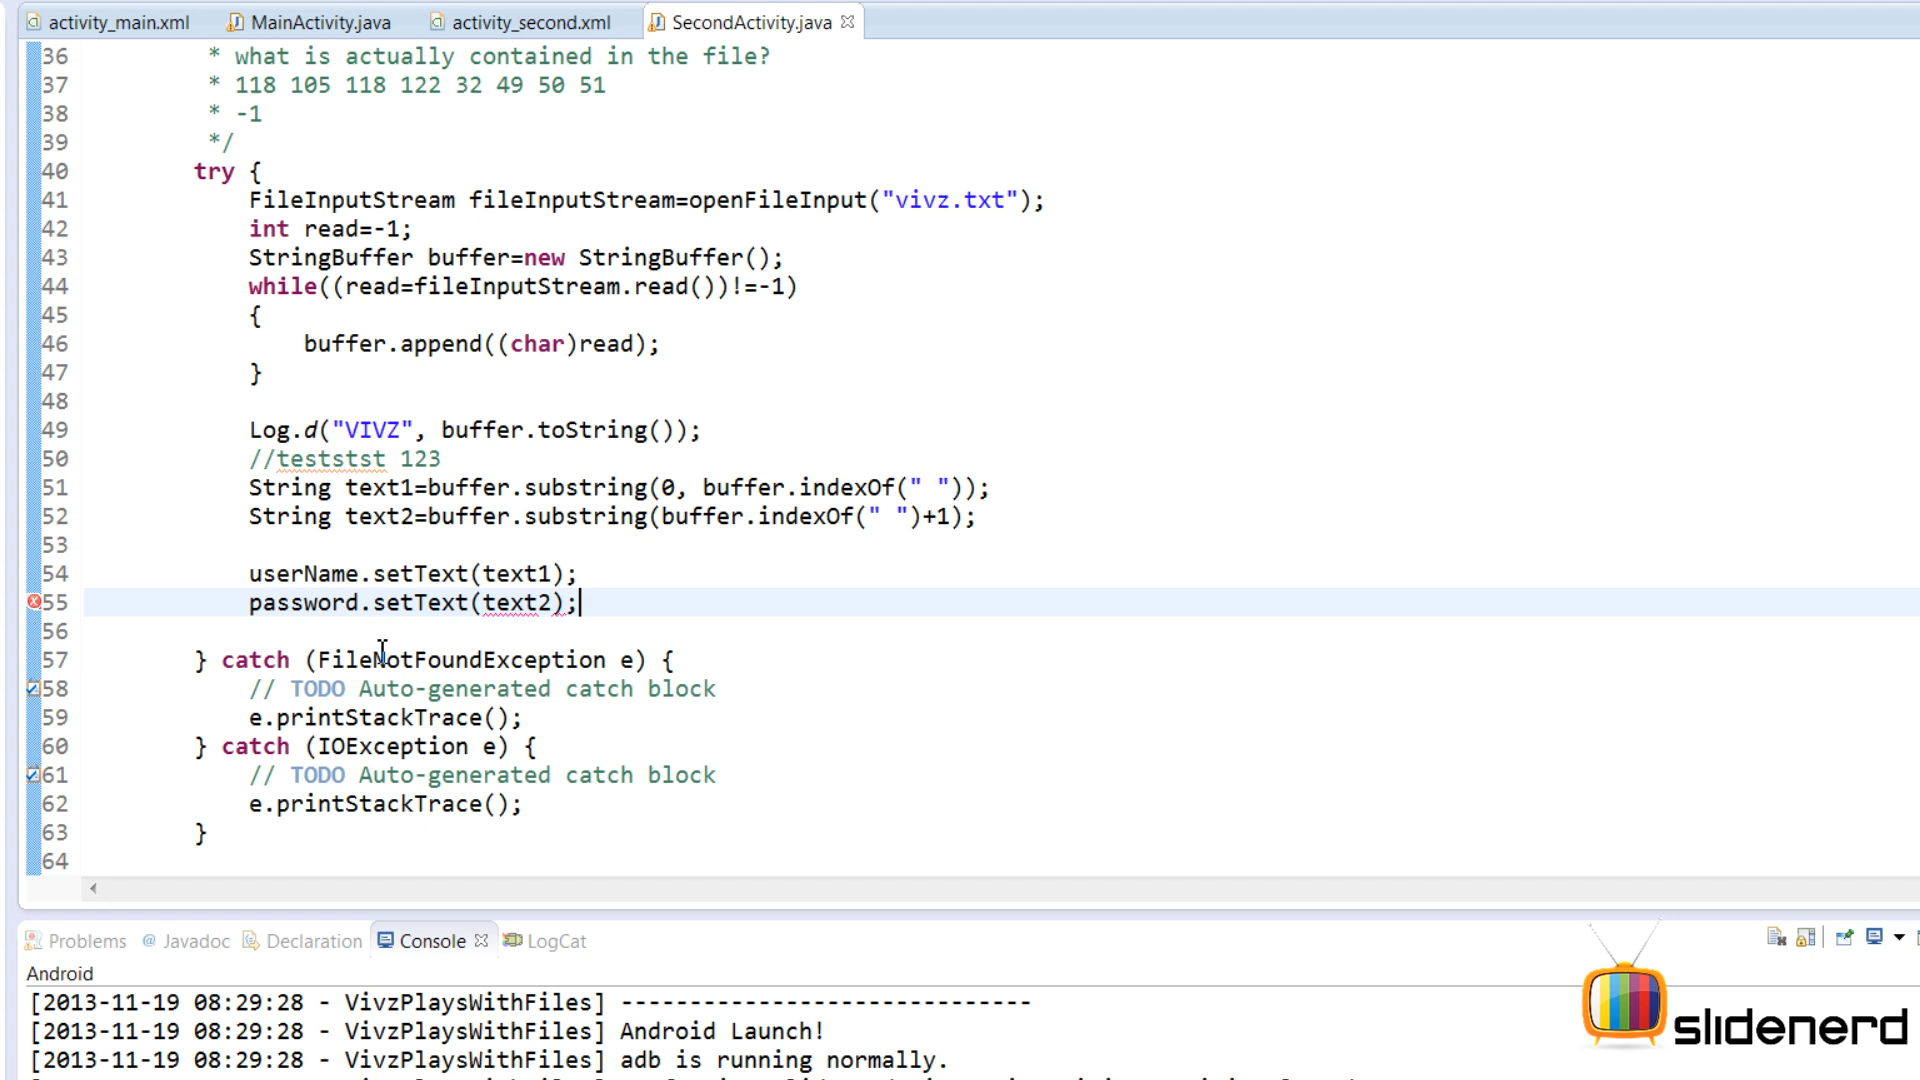 activity_main.xml MainActivity.java activity_second.xml SecondActivity.java
36 * what is actually contained in the file?
37 * 118 105 118 122 32 49 50 51
38 * -1
39 */
40 try {
41 FileInputStream fileInputStream=openFileInput("vivz.txt");
42 int read=-1;
43 StringBuffer buffer=new StringBuffer();
44 while((read=fileInputStream.read())!=-1)
45 {
46 buffer.append((char)read);
47 }
48
49 Log.d("VIVZ", buffer.toString());
50 //teststst 123
51 String text1=buffer.substring(0, buffer.indexOf(" "));
52 String text2=buffer.substring(buffer.indexOf(" ")+1);
53
54 userName.setText(text1);
55 password.setText(text2);
56
57 } catch (FileNotFoundException e) {
58 // TODO Auto-generated catch block
59 e.printStackTrace();
60 } catch (IOException e) {
61 // TODO Auto-generated catch block
62 e.printStackTrace();
63 }
64
Problems @ Javadoc Declaration Console LogCat
Android
[2013-11-19 08:29:28 - VivzPlaysWithFiles] ------------------------------
[2013-11-19 08:29:28 - VivzPlaysWithFiles] Android Launch!
[2013-11-19 08:29:28 - VivzPlaysWithFiles] adb is running normally.
slidenerd